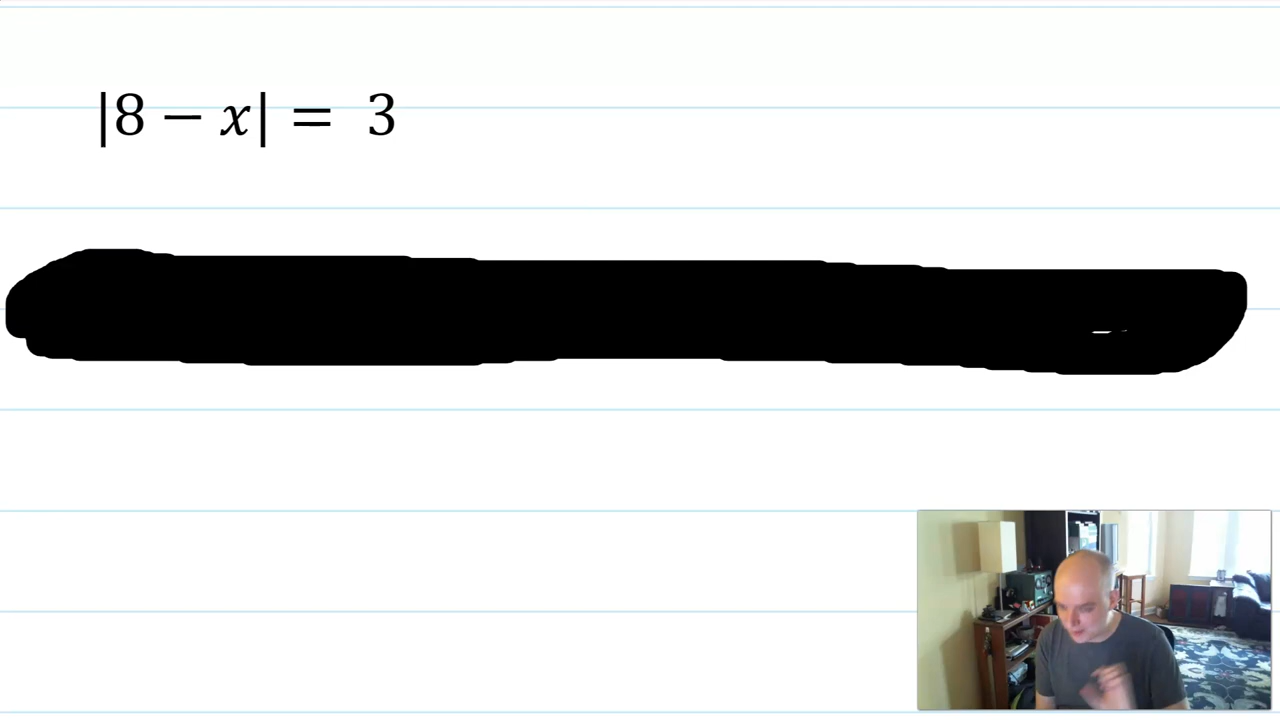 |8 − x| = 3